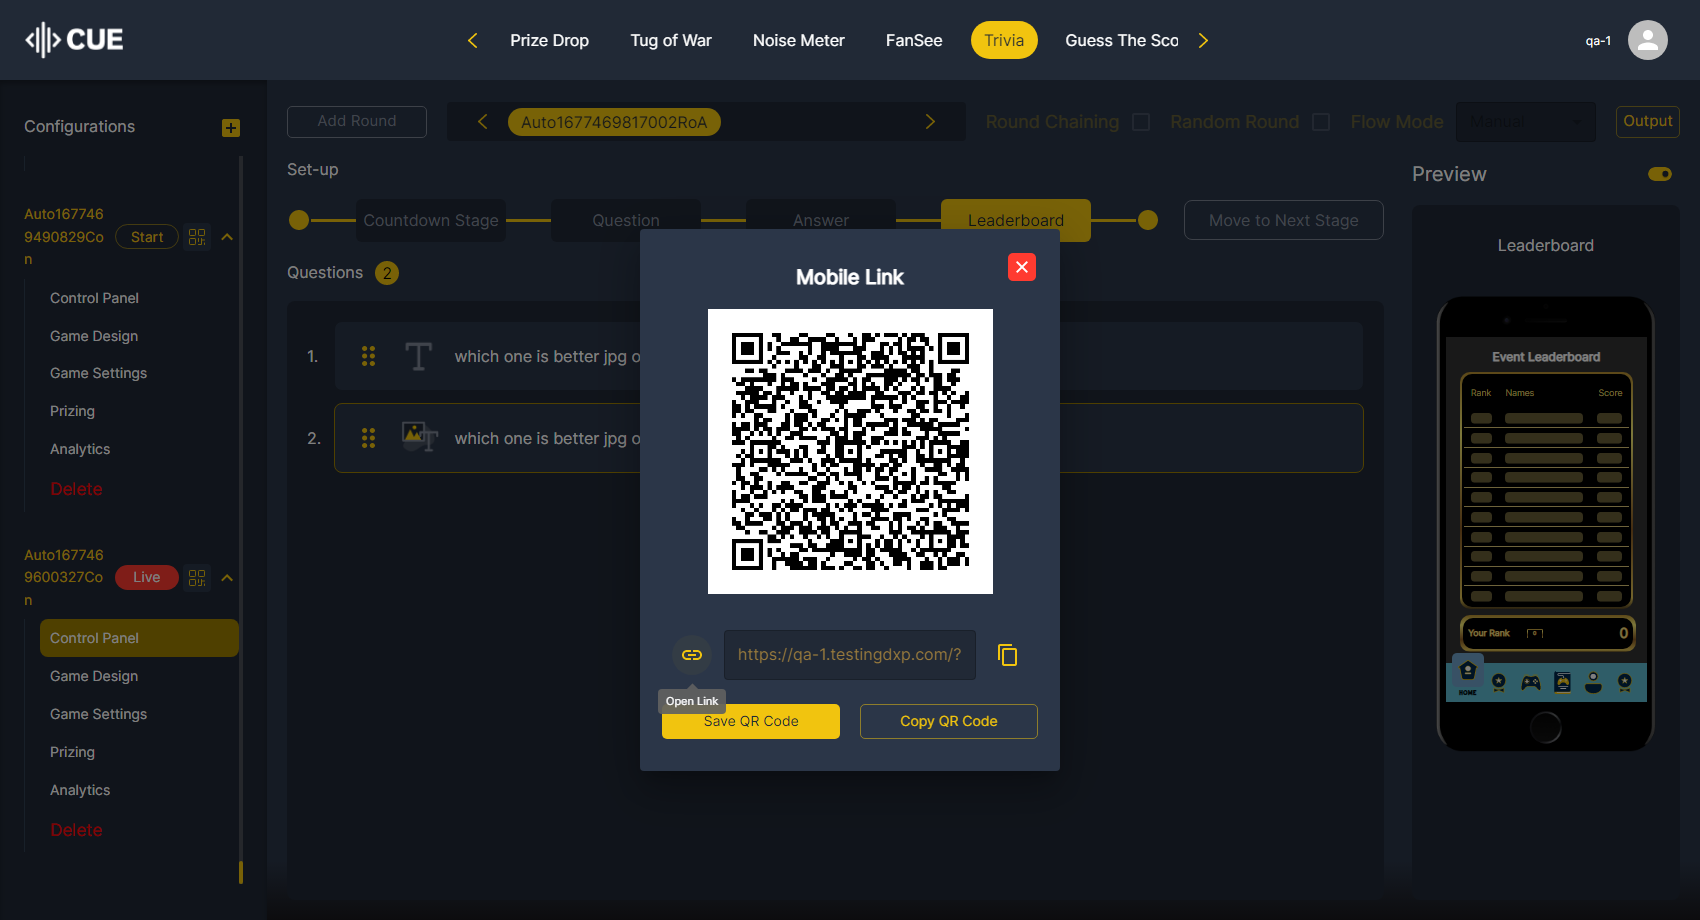 CUE
Prize Drop
Tug of War
Noise Meter
FanSee
Trivia
Guess The Sco
qa-1
Configurations
Add Round
Auto1677469817002RoA
Round Chaining
Random Round
Flow Mode
Manual
Output
Set-up
Preview
Auto167746
9490829Co
n
Start
Countdown Stage
Question
Answer
Leaderboard
Move to Next Stage
Leaderboard
Questions
2
Mobile Link
Control Panel
Game Design
Game Settings
Prizing
Analytics
Delete
1.
T
which one is better jpg o
2.
T
which one is better jpg o
Event Leaderboard
Rank
Names
Score
Your Rank
0
0
HOME
Auto167746
9600327Co
n
Live
Control Panel
Game Design
Game Settings
Prizing
Analytics
Delete
https://qa-1.testingdxp.com/?
Open Link
Save QR Code
Copy QR Code